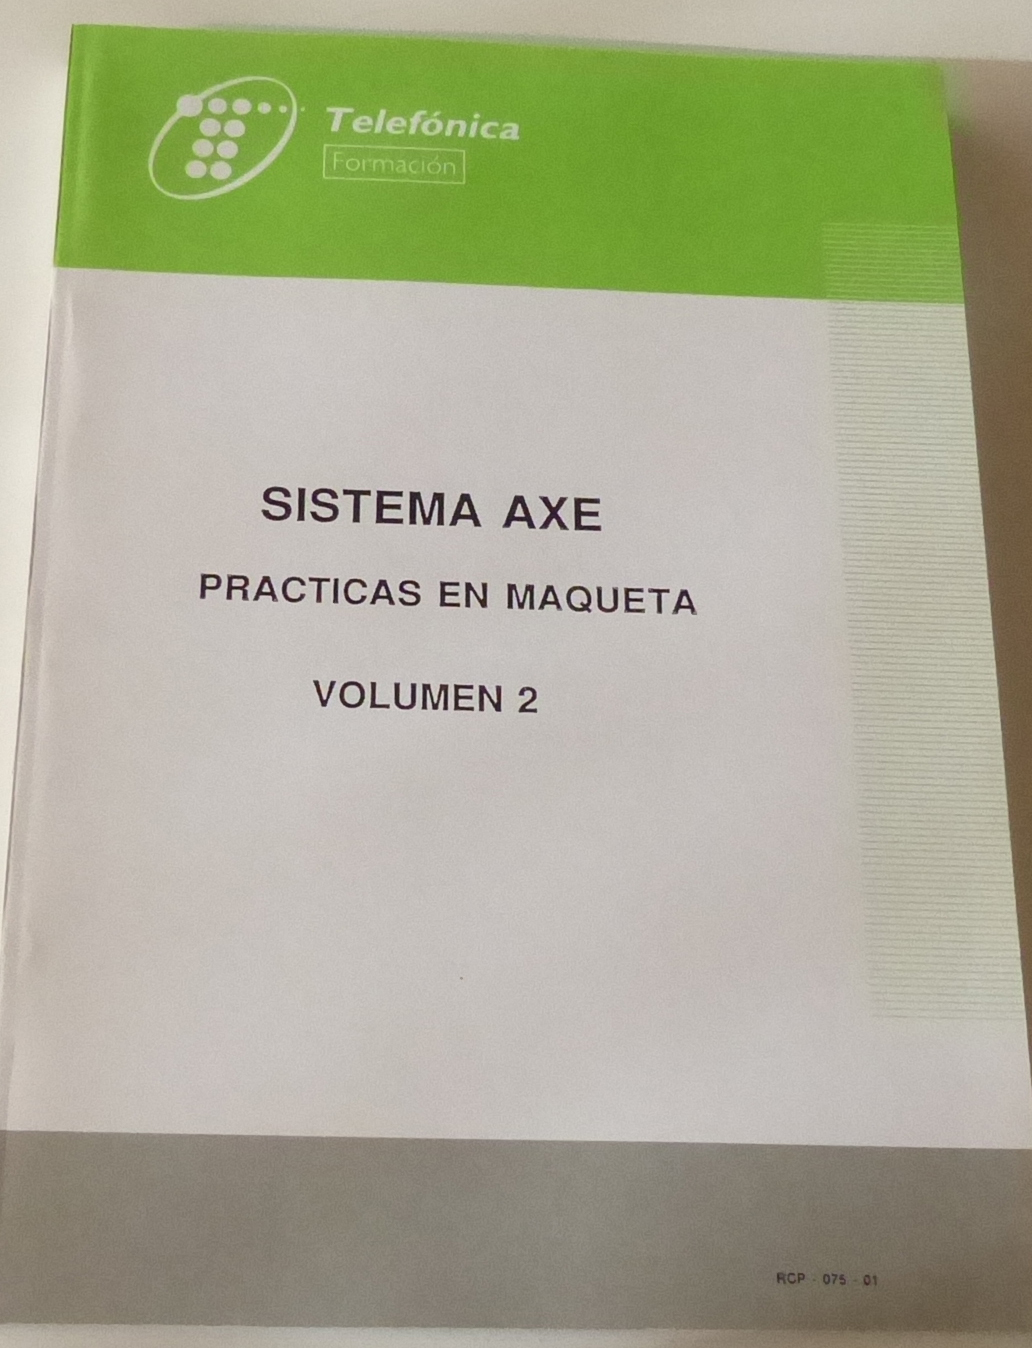 Telefónica
Formación
SISTEMA AXE
PRACTICAS EN MAQUETA
VOLUMEN 2
RCP - 075 - 01